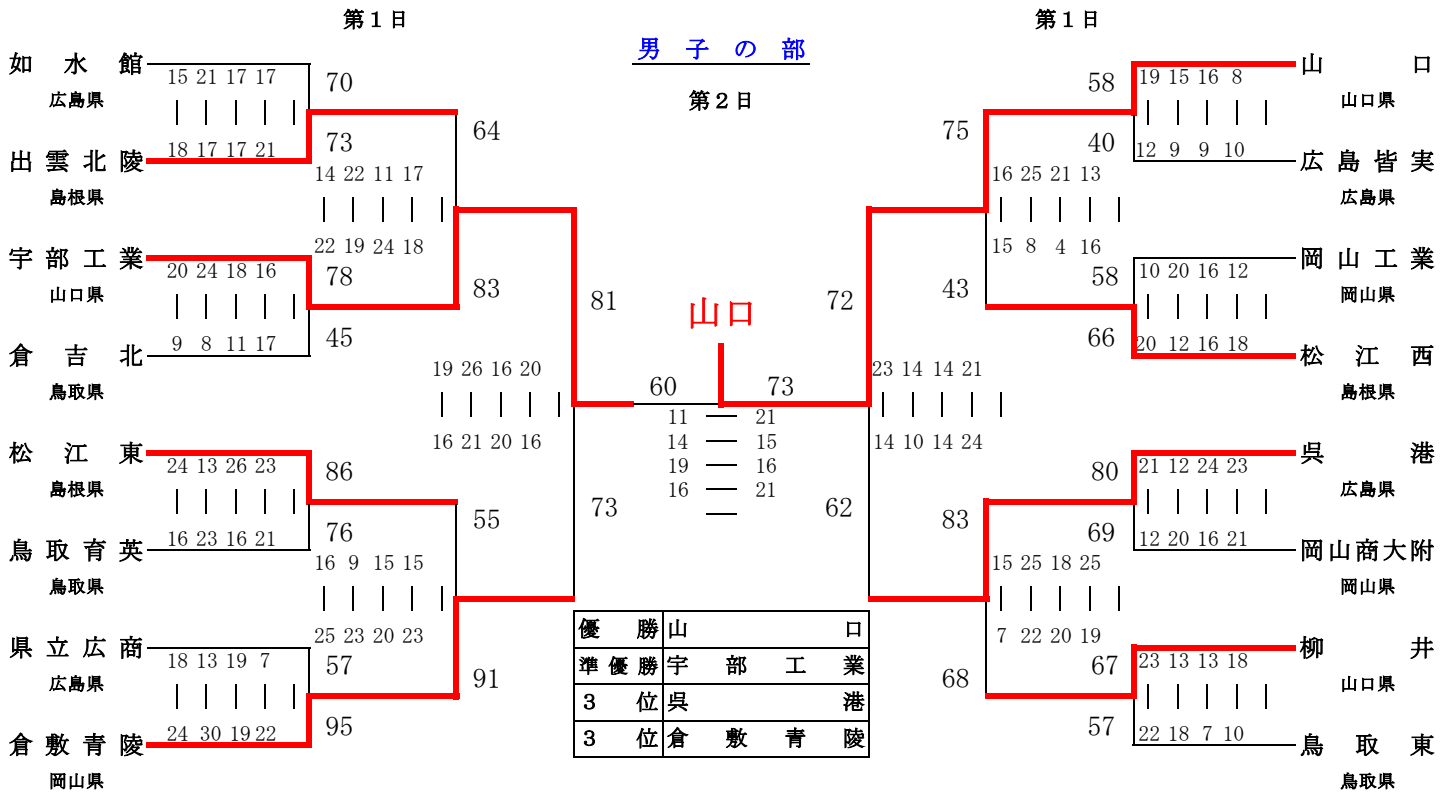 第１日
第１日
男子の部
第２日
如水館
広島県
15 21 17 17
70
18 17 17 21
73
出雲北陵
島根県
64
14 22 11 17
22 19 24 18
宇部工業
山口県
20 24 18 16
78
9 8 11 17
45
倉吉北
鳥取県
83
81
19 26 16 20
16 21 20 16
松江東
島根県
24 13 26 23
86
16 23 16 21
76
鳥取育英
鳥取県
55
73
16 9 15 15
25 23 20 23
県立広商
広島県
18 13 19 7
57
24 30 19 22
95
倉敷青陵
岡山県
91
山口
60 73
11 21
14 15
19 16
16 21
山口
山口県
58
19 15 16 8
40
12 9 9 10
広島皆実
広島県
75
16 25 21 13
15 8 4 16
岡山工業
岡山県
58
10 20 16 12
66
20 12 16 18
松江西
島根県
43
72
23 14 14 21
14 10 14 24
呉港
広島県
80
21 12 24 23
69
12 20 16 21
岡山商大附
岡山県
83
62
15 25 18 25
7 22 20 19
柳井
山口県
67
23 13 13 18
57
22 18 7 10
鳥取東
鳥取県
68
優勝 山口
準優勝 宇部工業
３位 呉港
３位 倉敷青陵